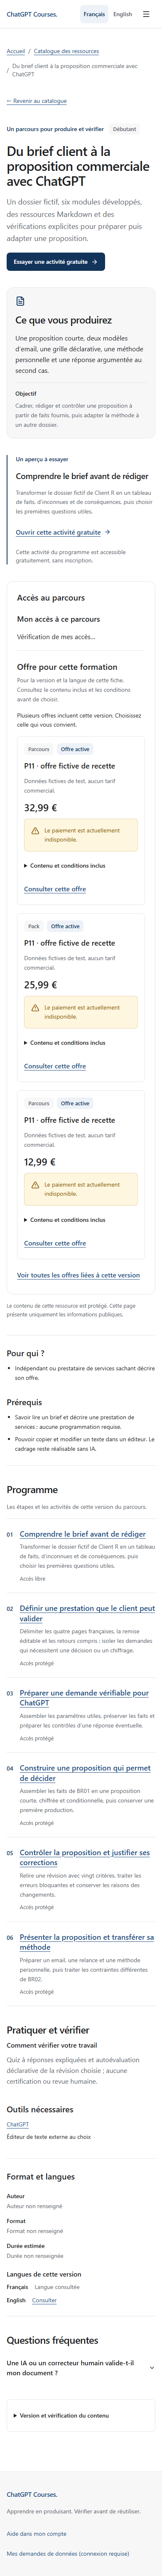 ChatGPT Courses.
Français
English
Accueil / Catalogue des ressources
/ Du brief client à la proposition commerciale avec
ChatGPT
← Revenir au catalogue
Un parcours pour produire et vérifier
Débutant
Du brief client à la
proposition commerciale
avec ChatGPT
Un dossier fictif, six modules développés,
des ressources Markdown et des
vérifications explicites pour préparer puis
adapter une proposition.
Essayer une activité gratuite →
Ce que vous produirez
Une proposition courte, deux modèles
d'email, une grille déclarative, une méthode
personnelle et une réponse argumentée au
second cas.
Objectif
Cadrer, rédiger et contrôler une proposition à
partir de faits fournis, puis adapter la méthode à
un autre dossier.
Un aperçu à essayer
Comprendre le brief avant de rédiger
Transformer le dossier fictif de Client R en un tableau
de faits, d'inconnues et de conséquences, puis choisir
les premières questions utiles.
Ouvrir cette activité gratuite →
Cette activité du programme est accessible
gratuitement, sans inscription.
Accès au parcours
Mon accès à ce parcours
Vérification de mes accès…
Offre pour cette formation
Pour la version et la langue de cette fiche.
Consultez le contenu inclus et les conditions
avant de choisir.
Plusieurs offres incluent cette version. Choisissez
celle qui vous convient.
Parcours
Offre active
P11 · offre fictive de recette
Données fictives de test, aucun tarif
commercial.
32,99 €
Le paiement est actuellement
indisponible.
Contenu et conditions inclus
Consulter cette offre
Pack
Offre active
P11 · offre fictive de recette
Données fictives de test, aucun tarif
commercial.
25,99 €
Le paiement est actuellement
indisponible.
Contenu et conditions inclus
Consulter cette offre
Parcours
Offre active
P11 · offre fictive de recette
Données fictives de test, aucun tarif
commercial.
12,99 €
Le paiement est actuellement
indisponible.
Contenu et conditions inclus
Consulter cette offre
Voir toutes les offres liées à cette version
Le contenu de cette ressource est protégé. Cette page
présente uniquement les informations publiques.
Pour qui ?
Indépendant ou prestataire de services sachant décrire
son offre.
Prérequis
Savoir lire un brief et décrire une prestation de
services : aucune programmation requise.
Pouvoir copier et modifier un texte dans un éditeur. Le
cadrage reste réalisable sans IA.
Programme
Les étapes et les activités de cette version du parcours.
01 Comprendre le brief avant de rédiger
Transformer le dossier fictif de Client R en un tableau
de faits, d'inconnues et de conséquences, puis
choisir les premières questions utiles.
Accès libre
02 Définir une prestation que le client peut
valider
Délimiter les quatre pages françaises, la remise
éditable et les retours compris ; isoler les demandes
qui nécessitent une décision ou un chiffrage.
Accès protégé
03 Préparer une demande vérifiable pour
ChatGPT
Assembler les paramètres utiles, préserver les faits et
préparer les contrôles d'une réponse éventuelle.
Accès protégé
04 Construire une proposition qui permet
de décider
Assembler les faits de BR01 en une proposition
courte, chiffrée et conditionnelle, puis conserver une
première production.
Accès protégé
05 Contrôler la proposition et justifier ses
corrections
Relire une révision avec vingt critères, traiter les
erreurs bloquantes et conserver les raisons des
changements.
Accès protégé
06 Présenter la proposition et transférer sa
méthode
Préparer un email, une relance et une méthode
personnelle, puis traiter les contraintes différentes
de BR02.
Accès protégé
Pratiquer et vérifier
Comment vérifier votre travail
Quiz à réponses expliquées et autoévaluation
déclarative de la révision choisie ; aucune
certification ou revue humaine.
Outils nécessaires
ChatGPT
Éditeur de texte externe au choix
Format et langues
Auteur
Auteur non renseigné
Format
Format non renseigné
Durée estimée
Durée non renseignée
Langues de cette version
Français Langue consultée
English Consulter
Questions fréquentes
Une IA ou un correcteur humain valide-t-il
mon document ?
Version et vérification du contenu
ChatGPT Courses.
Apprendre en produisant. Vérifier avant de réutiliser.
Aide dans mon compte
Mes demandes de données (connexion requise)